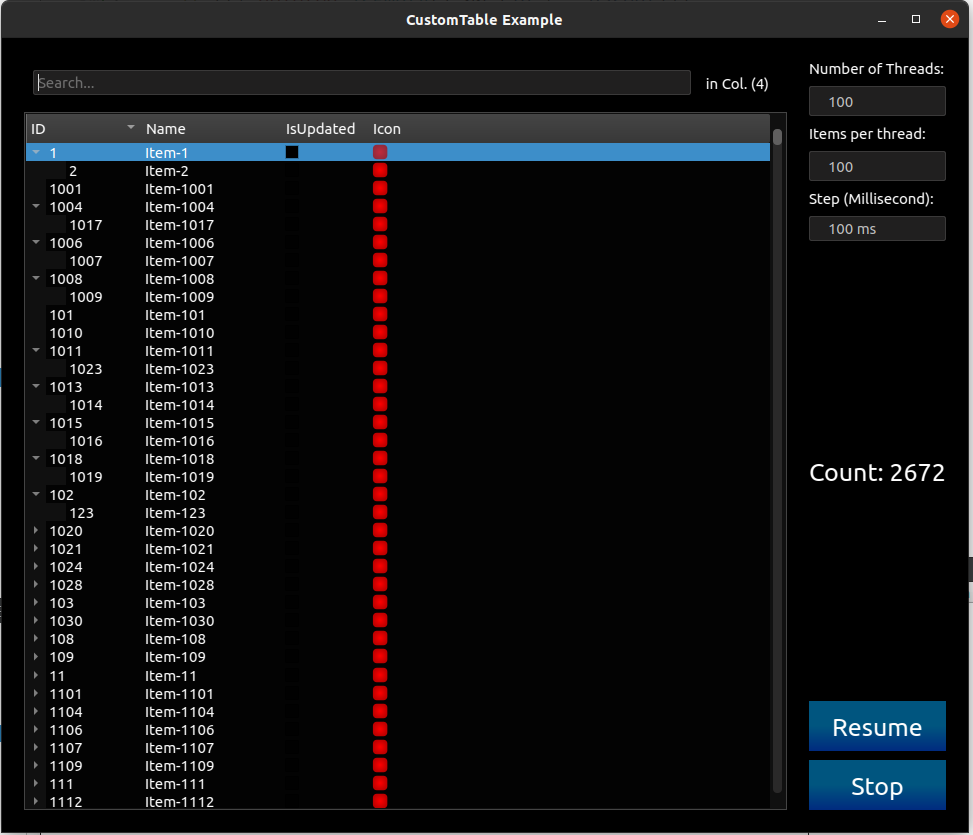 CustomTable Example
Search...
in Col. (4)
Number of Threads:
100
Items per thread:
100
Step (Millisecond):
100 ms
ID Name IsUpdated Icon
1 Item-1
2 Item-2
1001 Item-1001
1004 Item-1004
1017 Item-1017
1006 Item-1006
1007 Item-1007
1008 Item-1008
1009 Item-1009
101 Item-101
1010 Item-1010
1011 Item-1011
1023 Item-1023
1013 Item-1013
1014 Item-1014
1015 Item-1015
1016 Item-1016
1018 Item-1018
1019 Item-1019
102 Item-102
123 Item-123
1020 Item-1020
1021 Item-1021
1024 Item-1024
1028 Item-1028
103 Item-103
1030 Item-1030
108 Item-108
109 Item-109
11 Item-11
1101 Item-1101
1104 Item-1104
1106 Item-1106
1107 Item-1107
1109 Item-1109
111 Item-111
1112 Item-1112
Count: 2672
Resume
Stop